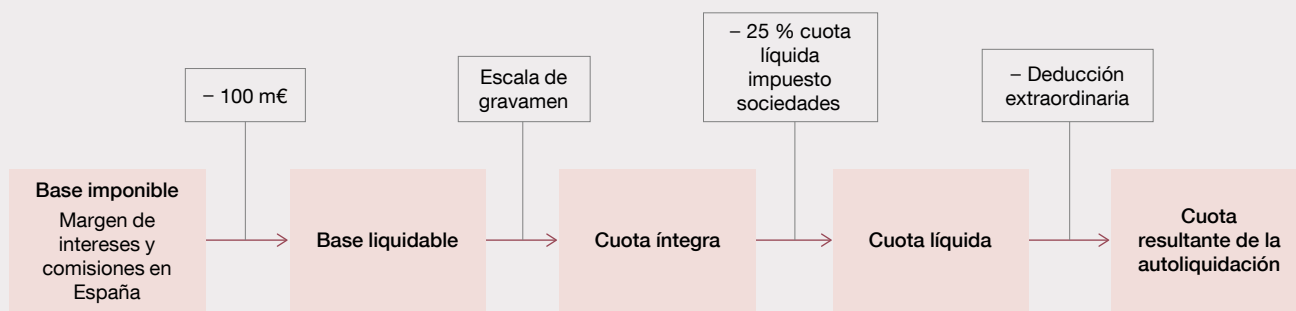 – 100 m€
Escala de
gravamen
– 25 % cuota
líquida
impuesto
sociedades
– Deducción
extraordinaria
Base imponible
Margen de
intereses y
comisiones en
España
Base liquidable
Cuota íntegra
Cuota líquida
Cuota
resultante de la
autoliquidación